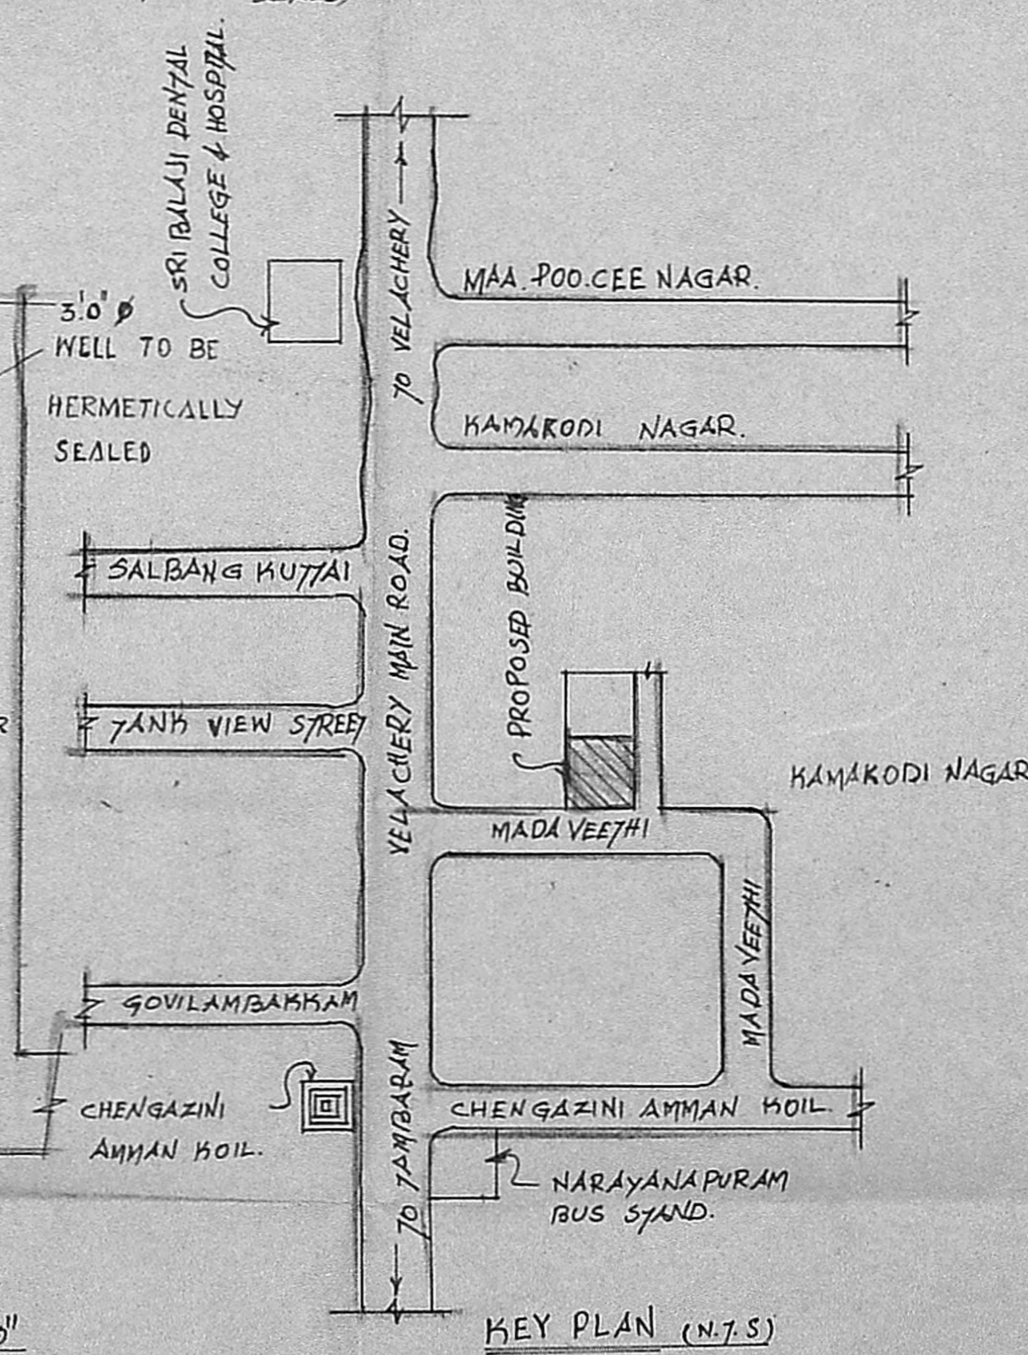 SRI BALAJI DENTAL
COLLEGE & HOSPITAL.
TO VELACHERY
MAA.POO.CEE NAGAR.
3'0" ϕ
WELL TO BE
HERMETICALLY
SEALED
KAMAKODI NAGAR.
SALBANG KUTTAI
VELACHERY MAIN ROAD.
PROPOSED BUILDING
TANK VIEW STREET
KAMAKODI NAGAR
MADA VEETHI
MADA VEETHI
GOVILAMBAKKAM
CHENGAZINI
AMMAN KOIL.
TO TAMBARAM
CHENGAZINI AMMAN KOIL.
NARAYANAPURAM
BUS STAND.
KEY PLAN (N.T.S)